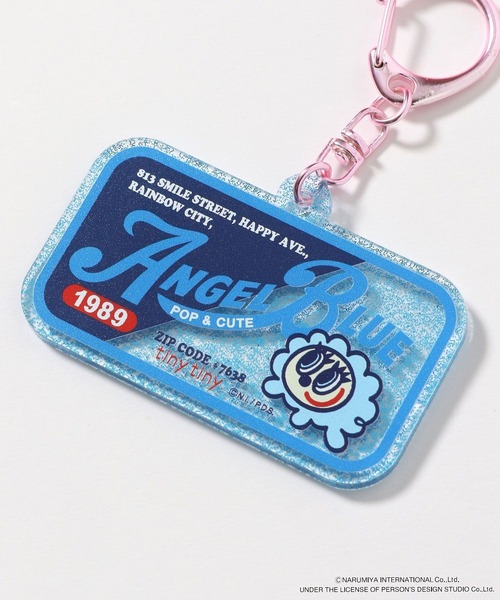 813 SMILE STREET, HAPPY AVE.,
RAINBOW CITY,
ANGEL BLUE
1989
POP & CUTE
ZIP CODE *7638
tiny tiny
©N.I./P.D.S.
©NARUMIYA INTERNATIONAL Co.,Ltd.
UNDER THE LICENSE OF PERSON'S DESIGN STUDIO Co.,Ltd.